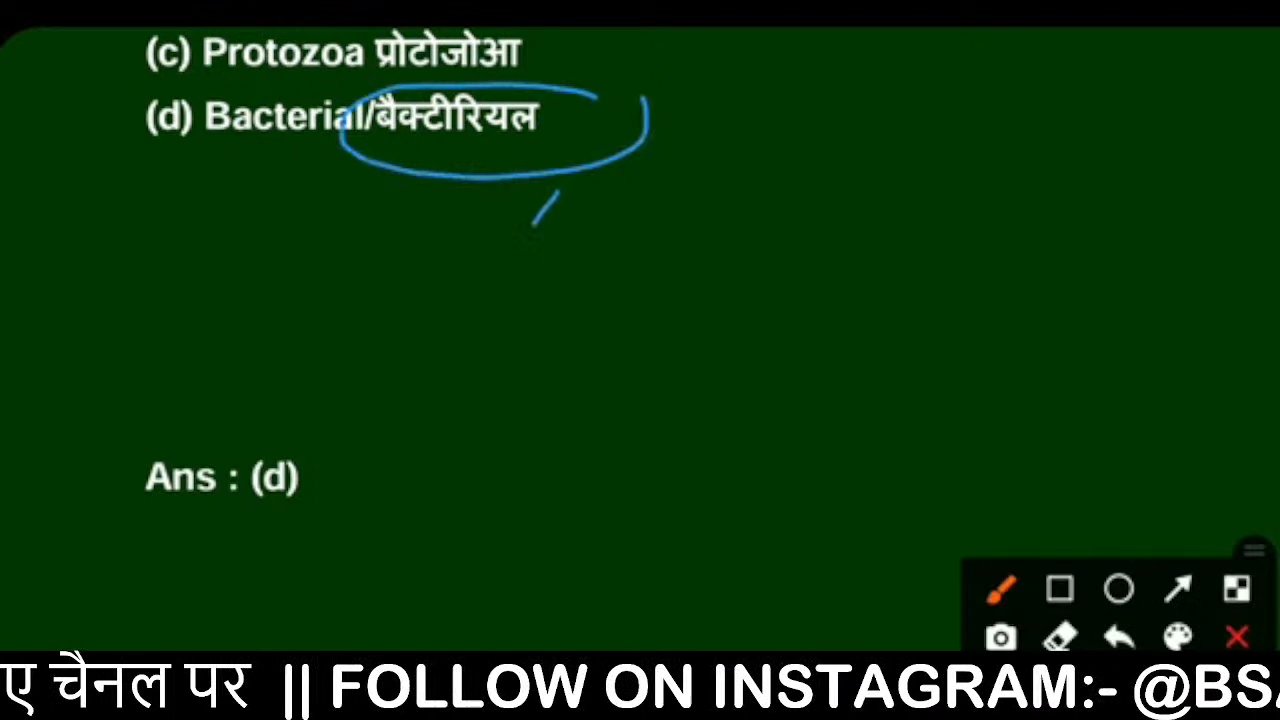 (c) Protozoa प्रोटोजोआ
(d) Bacterial/बैक्टीरियल
Ans : (d)
ए चैनल पर || FOLLOW ON INSTAGRAM:- @BS